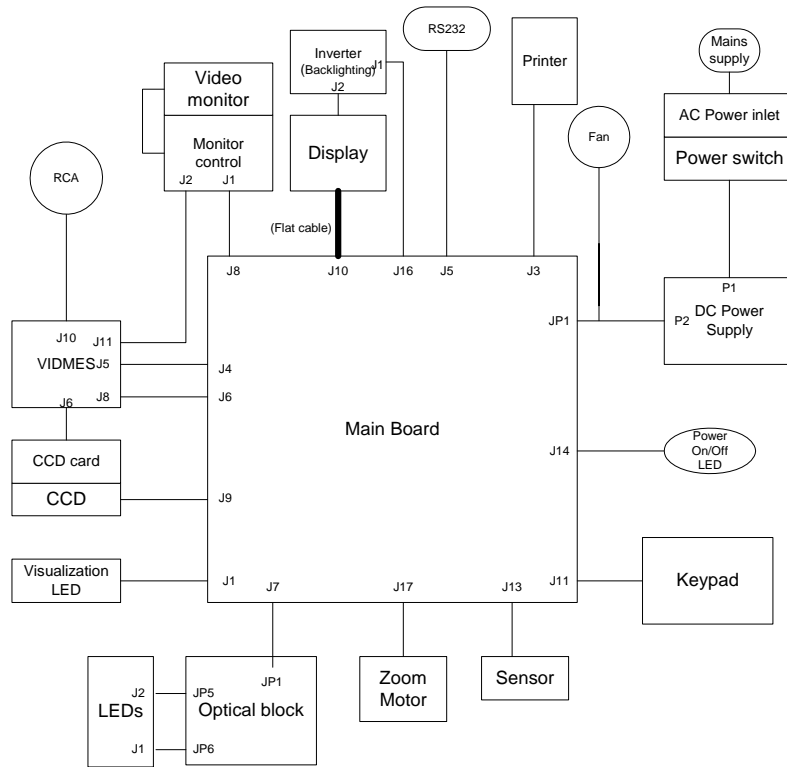 RS232
Mains
supply
Inverter
(Backlighting)
J1
J2
Printer
Video
monitor
AC Power inlet
Fan
Monitor
control
Display
Power switch
RCA
J2
J1
(Flat cable)
J8
J10
J16
J5
J3
P1
JP1
P2
DC Power
Supply
J10
J11
VIDMES
J5
J4
J8
J6
J6
Main Board
Power
On/Off
LED
J14
CCD card
CCD
J9
Visualization
LED
J1
J7
J17
J13
J11
Keypad
JP1
Zoom
Motor
Sensor
LEDs
J2
JP5
Optical block
J1
JP6